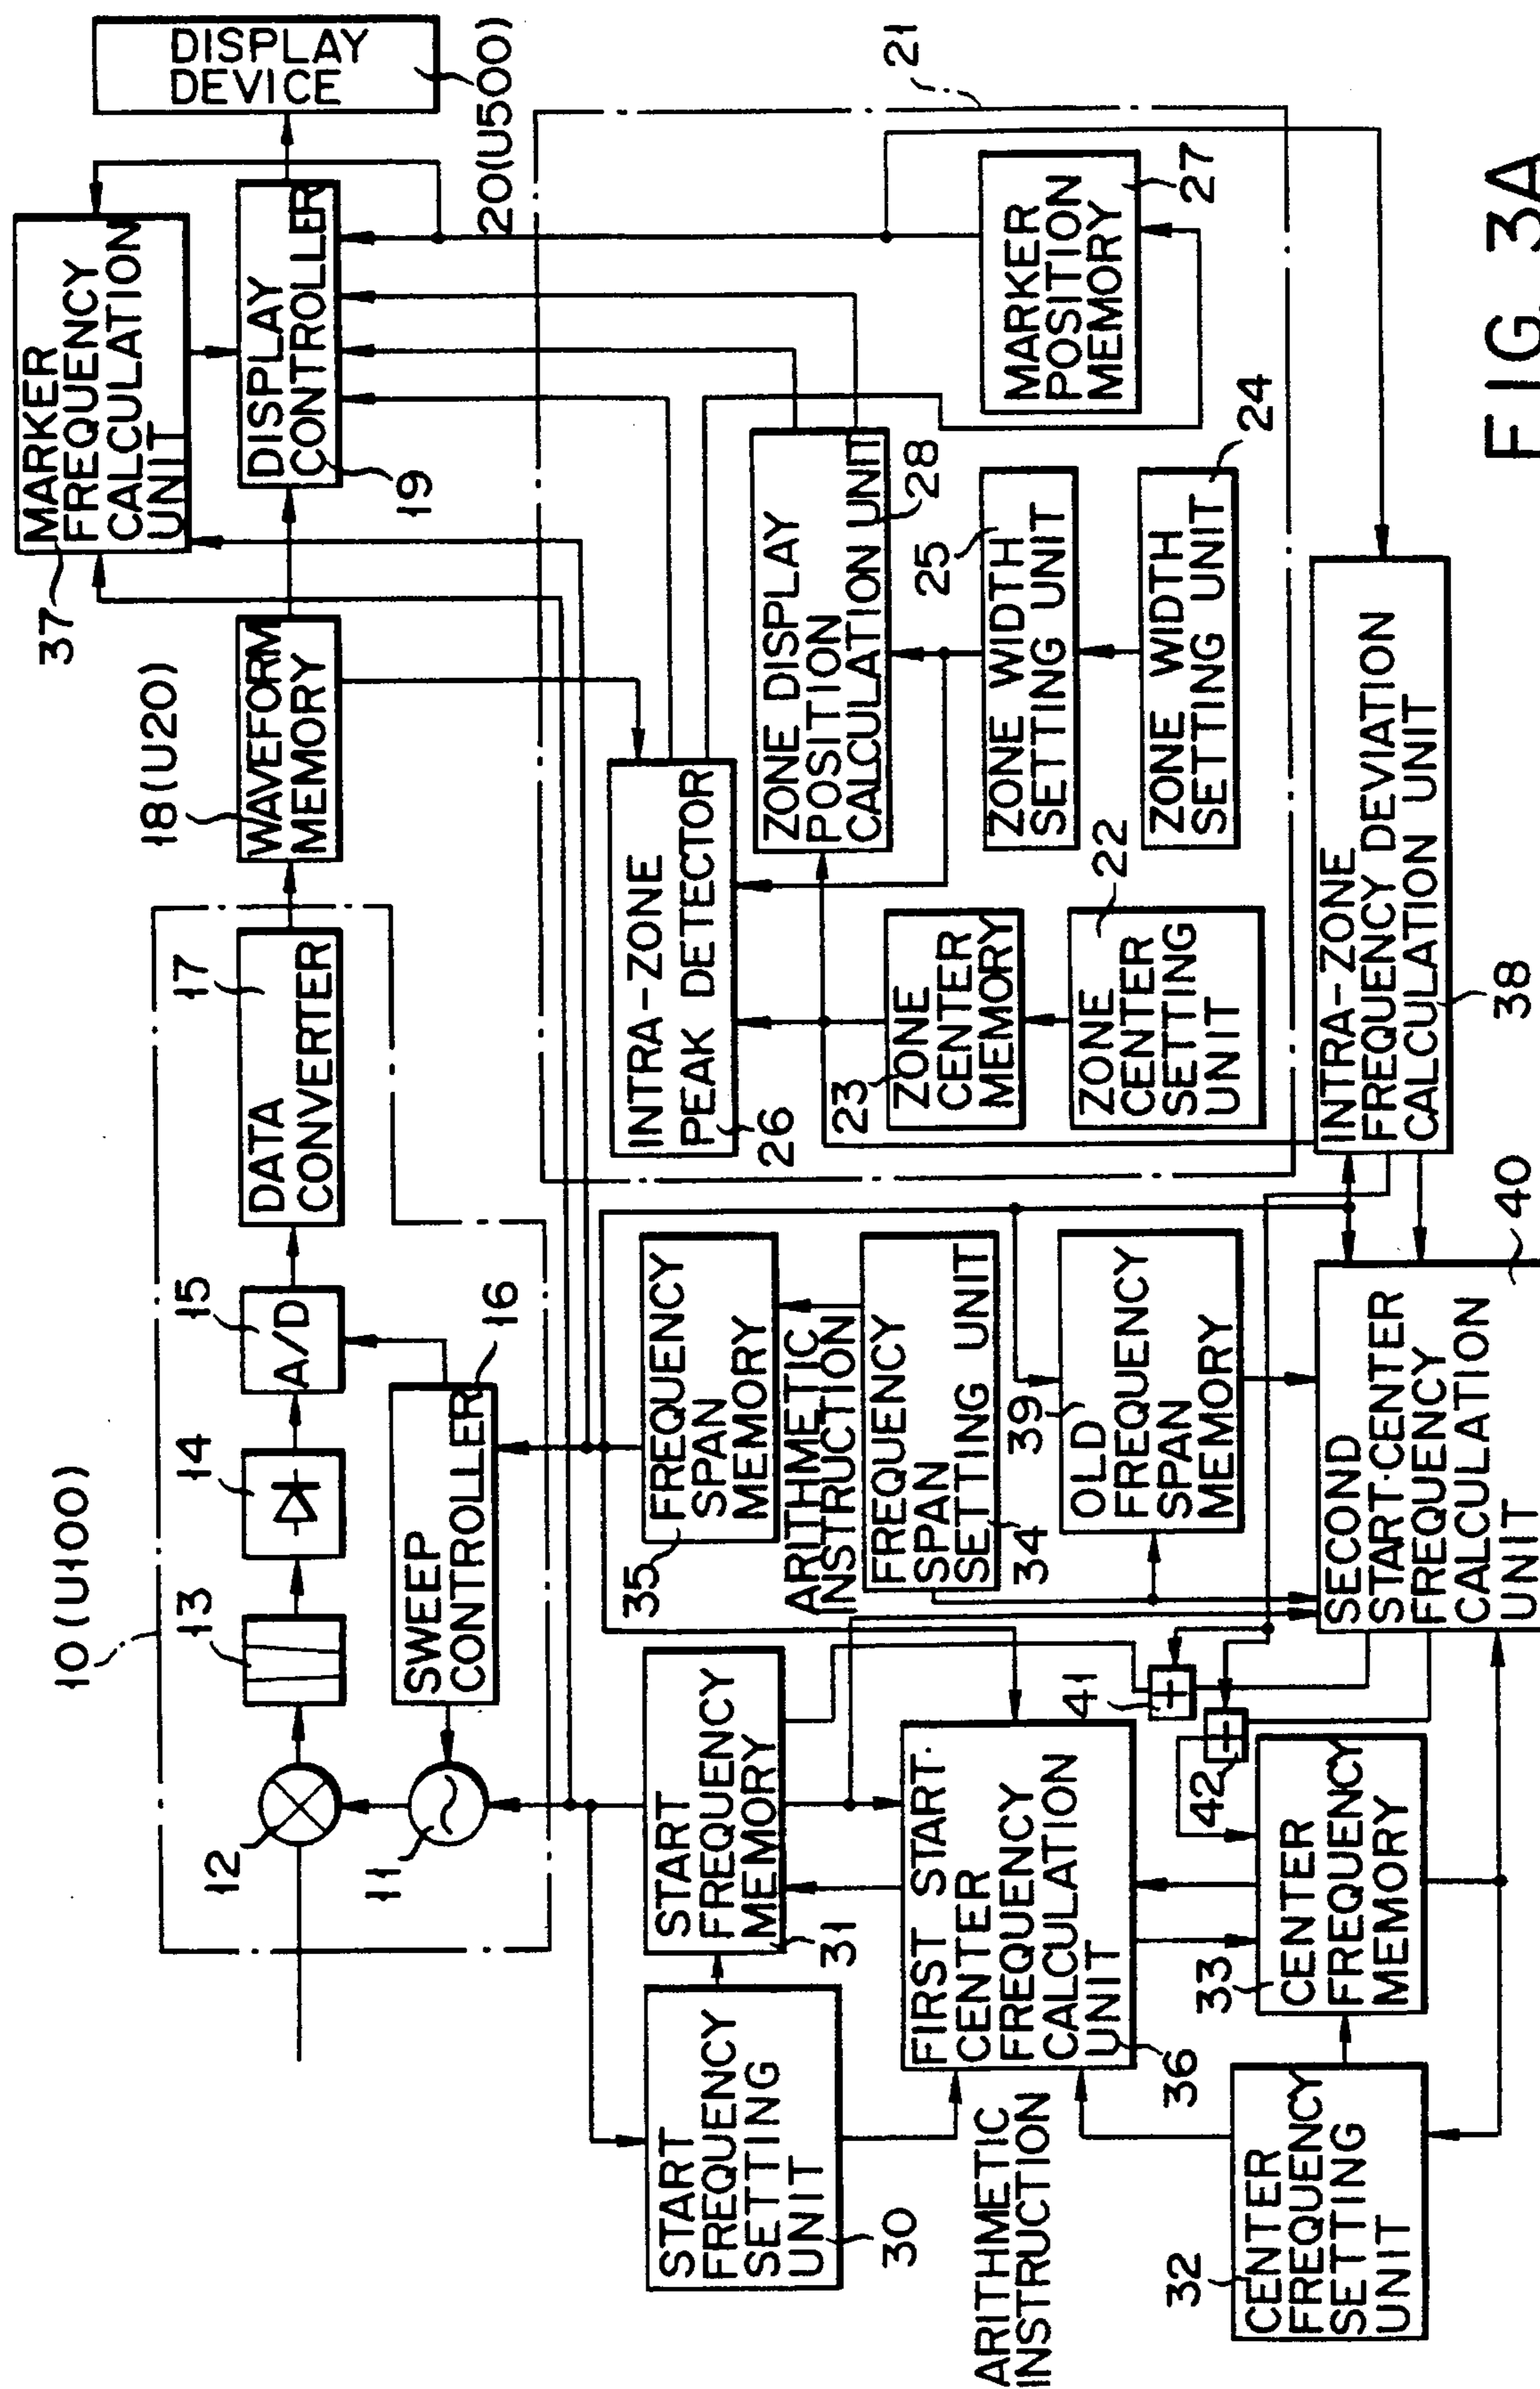 10 (U100)
12
13
14
15
17
DATA
CONVERTER
A/D
11
SWEEP
CONTROLLER
16
18 (U20)
WAVEFORM
MEMORY
37
MARKER
FREQUENCY
CALCULATION
UNIT
DISPLAY
CONTROLLER
19
DISPLAY
DEVICE
20(U500)
21
START
FREQUENCY
SETTING
UNIT
30
START
FREQUENCY
MEMORY
31
35
FREQUENCY
SPAN
MEMORY
ARITHMETIC
INSTRUCTION
FREQUENCY
SPAN
SETTING UNIT
34
INTRA-ZONE
PEAK DETECTOR
26
ZONE DISPLAY
POSITION
CALCULATION UNIT
28
23
ZONE
CENTER
MEMORY
25
ZONE WIDTH
SETTING UNIT
MARKER
POSITION
MEMORY
27
22
ZONE
CENTER
SETTING
UNIT
ZONE WIDTH
SETTING UNIT
24
FIRST START·
CENTER
FREQUENCY
CALCULATION
UNIT
36
ARITHMETIC
INSTRUCTION
39
OLD
FREQUENCY
SPAN
MEMORY
41
42
32
CENTER
FREQUENCY
SETTING
UNIT
33
CENTER
FREQUENCY
MEMORY
SECOND
START·CENTER
FREQUENCY
CALCULATION
UNIT
40
INTRA-ZONE
FREQUENCY DEVIATION
CALCULATION UNIT
38
FIG. 3A